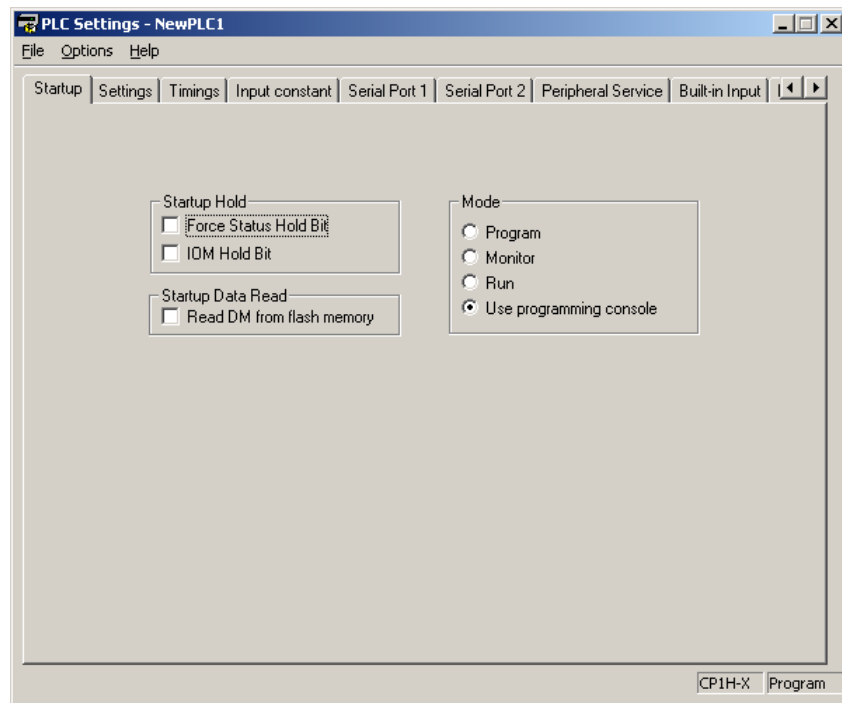 PLC Settings - NewPLC1
File Options Help
Startup Settings Timings Input constant Serial Port 1 Serial Port 2 Peripheral Service Built-in Input
Startup Hold
Force Status Hold Bit
IOM Hold Bit
Startup Data Read
Read DM from flash memory
Mode
Program
Monitor
Run
Use programming console
CP1H-X Program